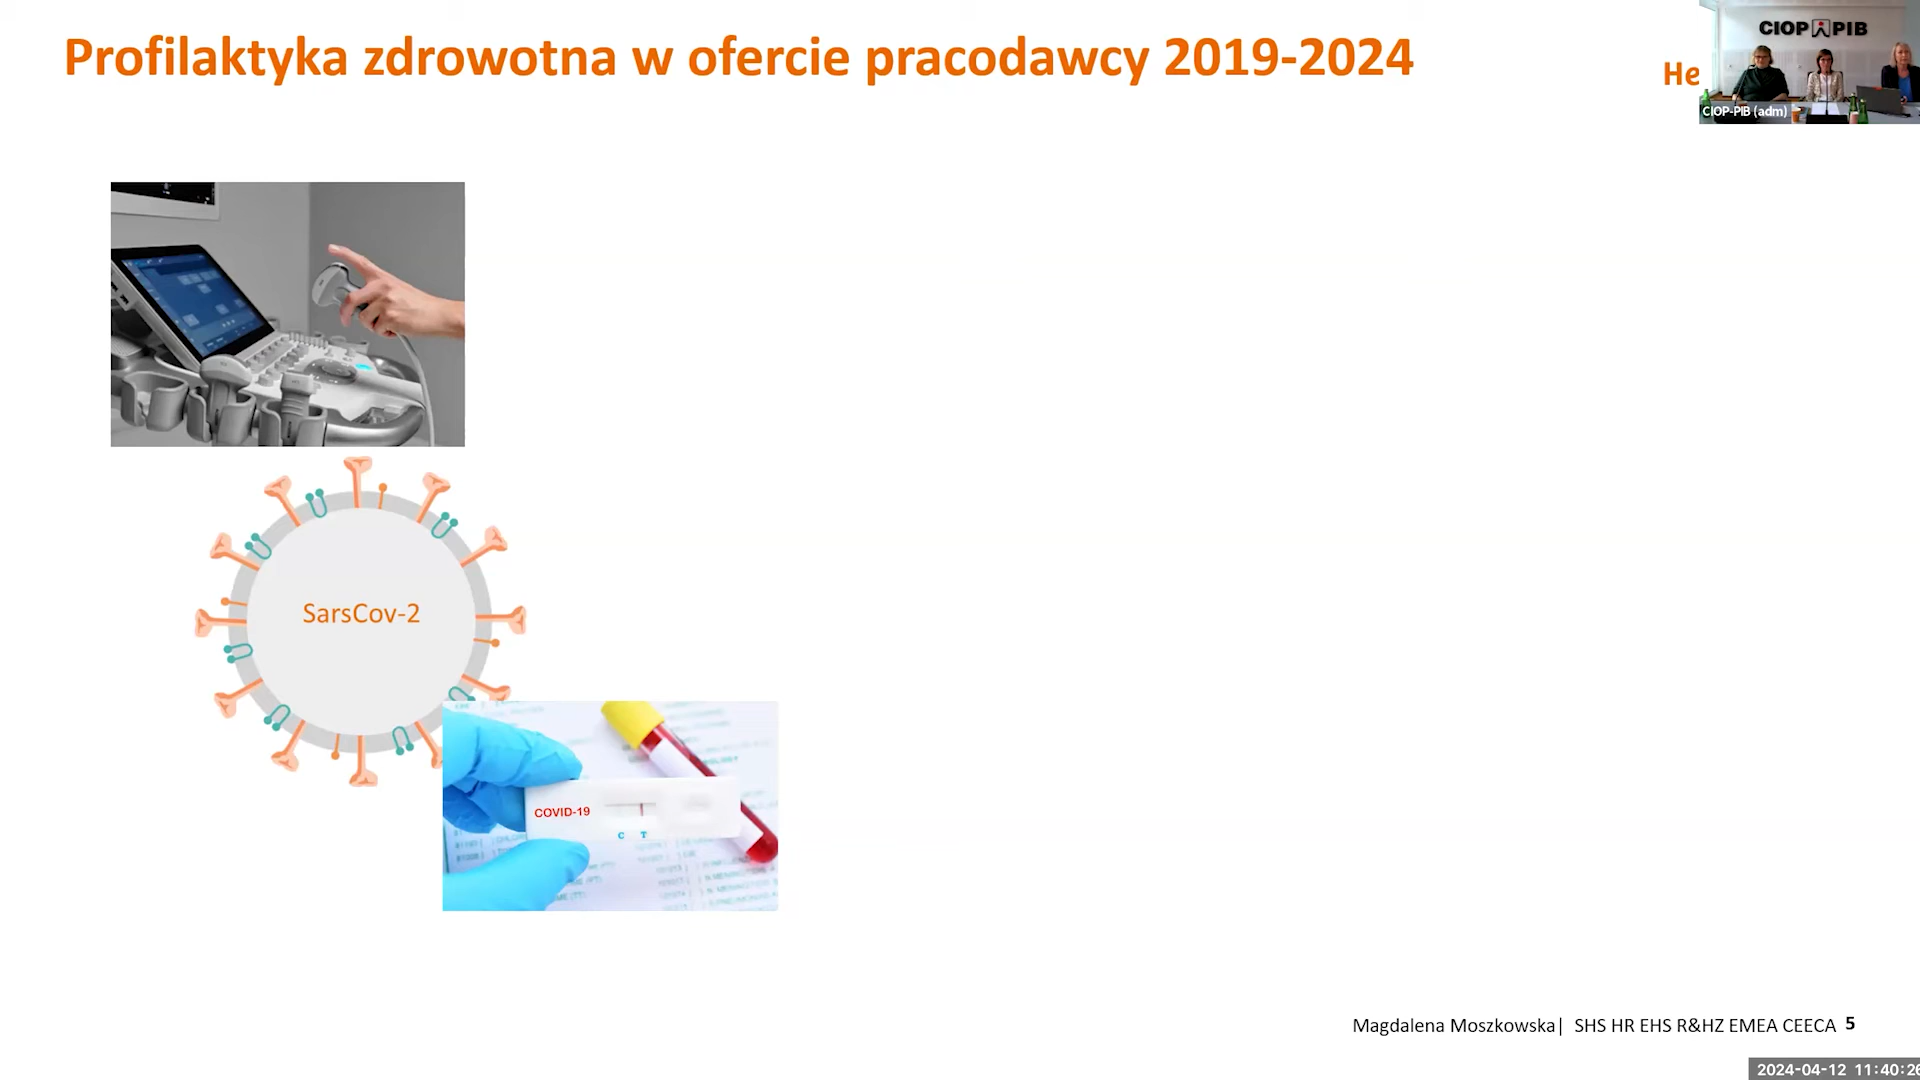 Profilaktyka zdrowotna w ofercie pracodawcy 2019-2024
He
CIOP PIB
CIOP-PIB (adm)
SarsCov-2
COVID-19
C T
Magdalena Moszkowska| SHS HR EHS R&HZ EMEA CEECA 5
2024-04-12 11:40:26